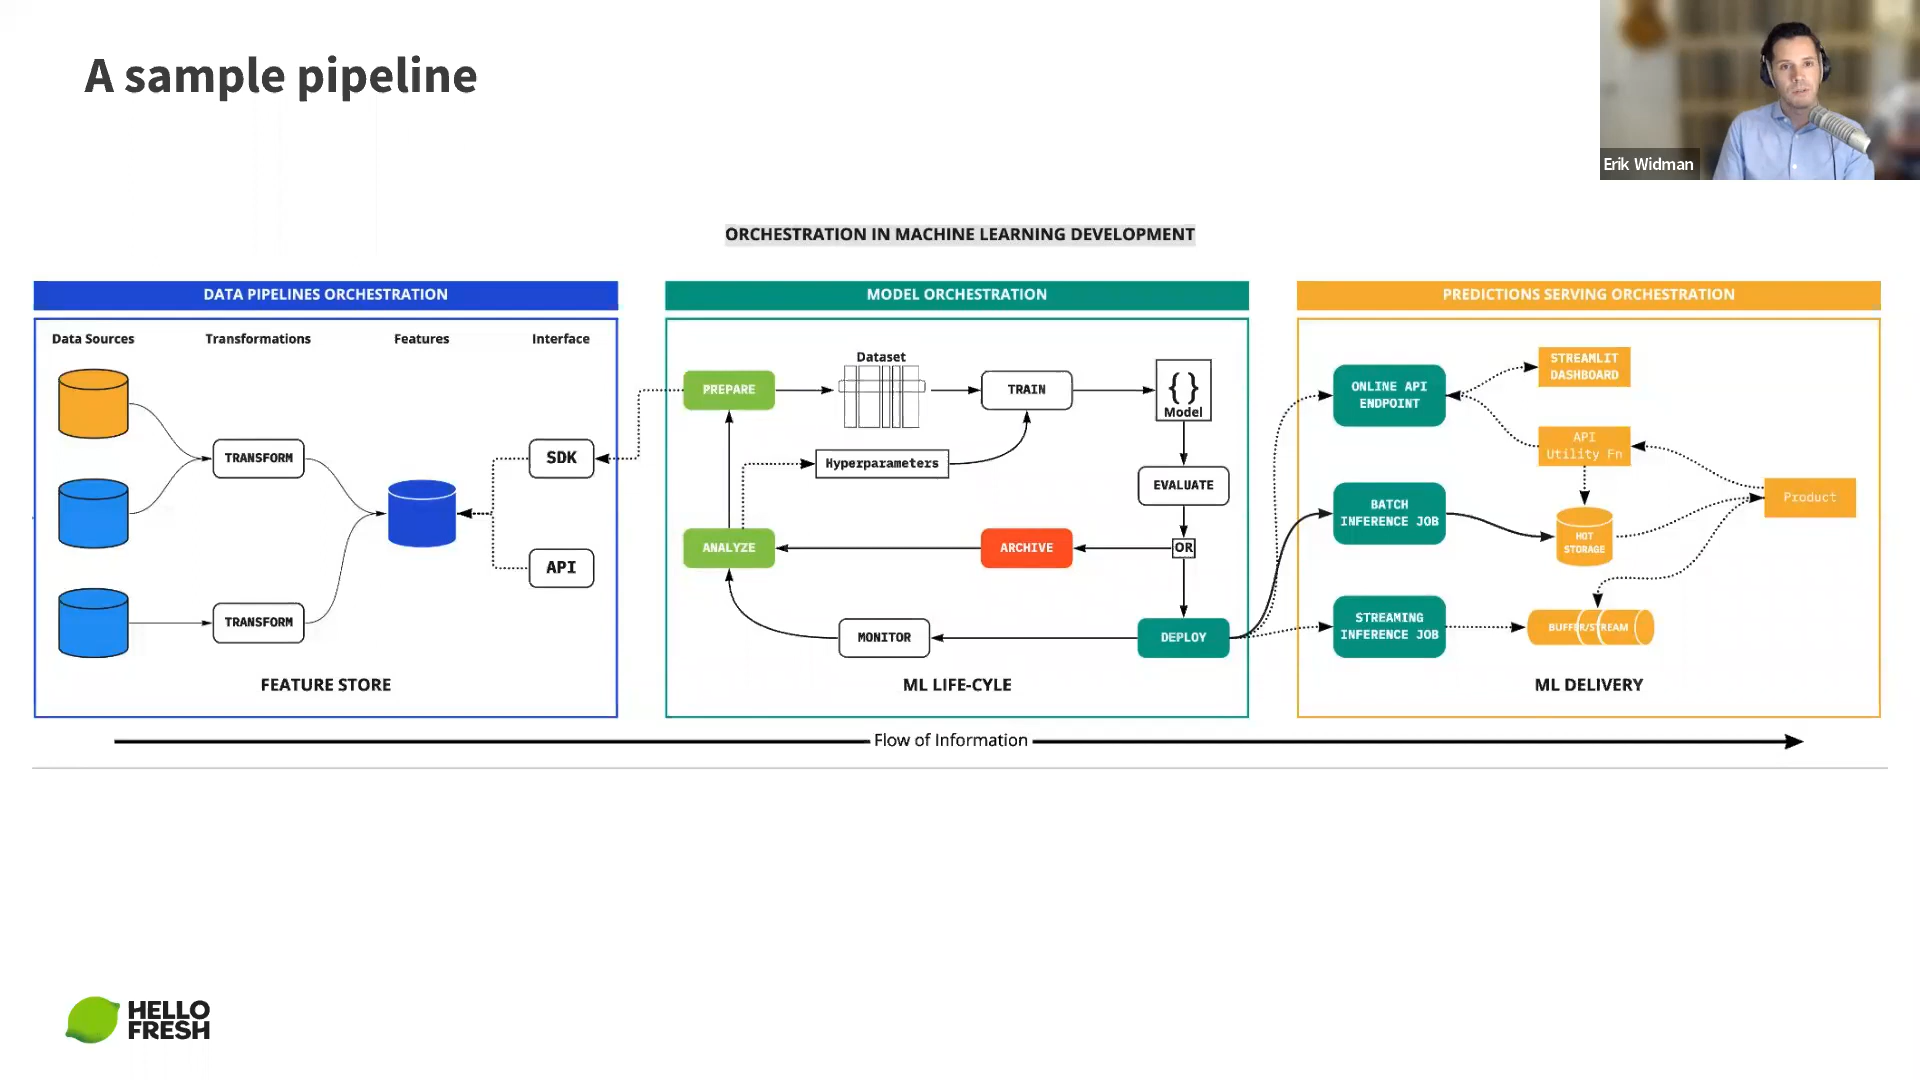 A sample pipeline
Erik Widman
ORCHESTRATION IN MACHINE LEARNING DEVELOPMENT
DATA PIPELINES ORCHESTRATION
Data Sources
Transformations
Features
Interface
TRANSFORM
SDK
API
TRANSFORM
FEATURE STORE
MODEL ORCHESTRATION
PREPARE
Dataset
TRAIN
{}
Model
Hyperparameters
EVALUATE
ANALYZE
ARCHIVE
OR
MONITOR
DEPLOY
ML LIFE-CYLE
PREDICTIONS SERVING ORCHESTRATION
ONLINE API
ENDPOINT
STREAMLIT
DASHBOARD
API
Utility Fn
Product
BATCH
INFERENCE JOB
HOT
STORAGE
STREAMING
INFERENCE JOB
BUFFER/STREAM
ML DELIVERY
Flow of Information
HELLO
FRESH